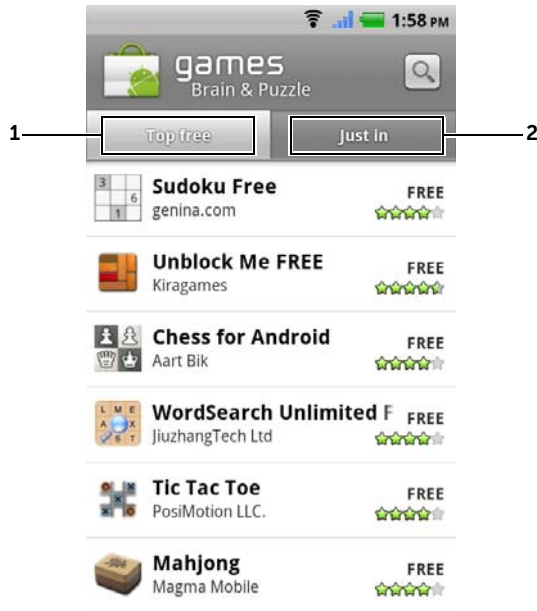 1:58 PM
games
Brain & Puzzle
1
Top free
Just in
2
Sudoku Free
FREE
genina.com
Unblock Me FREE
FREE
Kiragames
Chess for Android
FREE
Aart Bik
WordSearch Unlimited F
FREE
JiuzhangTech Ltd
Tic Tac Toe
FREE
PosiMotion LLC.
Mahjong
FREE
Magma Mobile